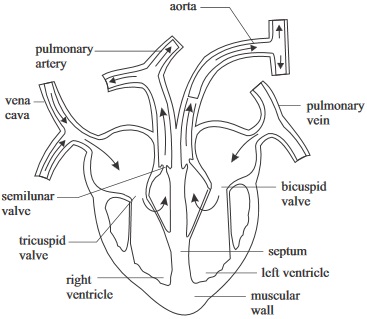 aorta
pulmonary
artery
vena
cava
pulmonary
vein
semilunar
valve
bicuspid
valve
tricuspid
valve
septum
right
ventricle
left ventricle
muscular
wall